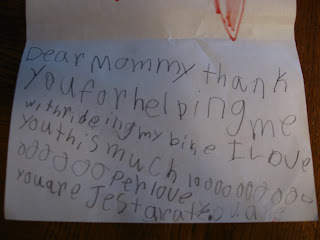 Dear Mommy thank
you for helping me
with rideing my bike I Love
you this much 10000000000
000000 per love
you are Jest a